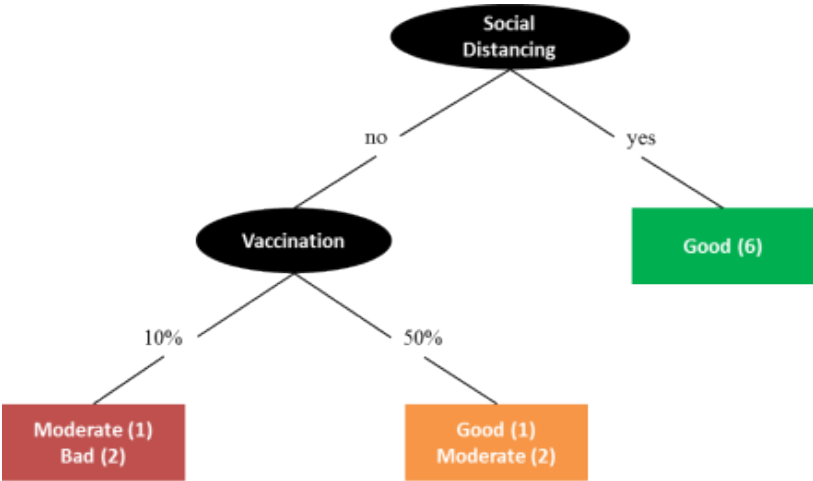 Social
Distancing
no
yes
Vaccination
Good (6)
10%
50%
Moderate (1)
Bad (2)
Good (1)
Moderate (2)